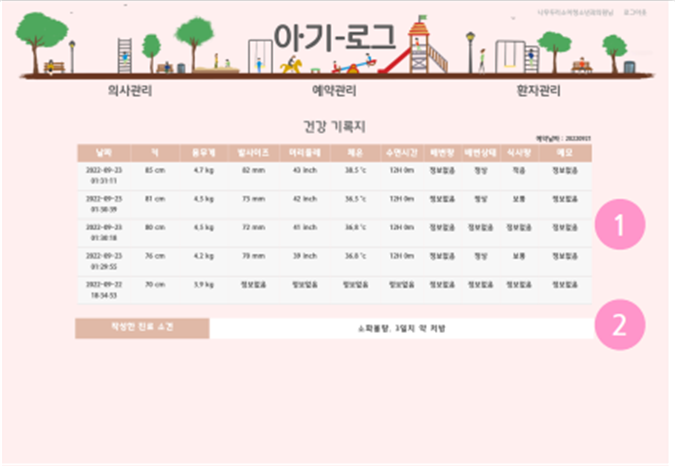 나무두리소아청소년과의원님 로그아웃
아기-로그
의사관리 예약관리 환자관리
건강 기록지
예약날짜 : 20220921
날짜 키 몸무게 발사이즈 머리둘레 체온 수면시간 배변량 배변상태 식사량 메모
2022-09-23 01:31:11 85 cm 4.7 kg 82 mm 43 inch 38.5 °c 12H 0m 정보없음 정상 적음 정보없음
2022-09-23 01:30:39 81 cm 4.5 kg 73 mm 42 inch 36.5 °c 12H 0m 정보없음 정상 보통 정보없음
2022-09-23 01:30:18 80 cm 4.5 kg 72 mm 41 inch 36.8 °c 12H 0m 정보없음 정보없음 정보없음 정보없음
2022-09-23 01:29:55 76 cm 4.2 kg 70 mm 39 inch 36.8 °c 12H 0m 정보없음 정상 보통 정보없음
2022-09-22 18:34:53 70 cm 3.9 kg 정보없음 정보없음 정보없음 정보없음 정보없음 정보없음 정보없음 정보없음
1
작성한 진료 소견 소화불량, 3일치 약 처방
2